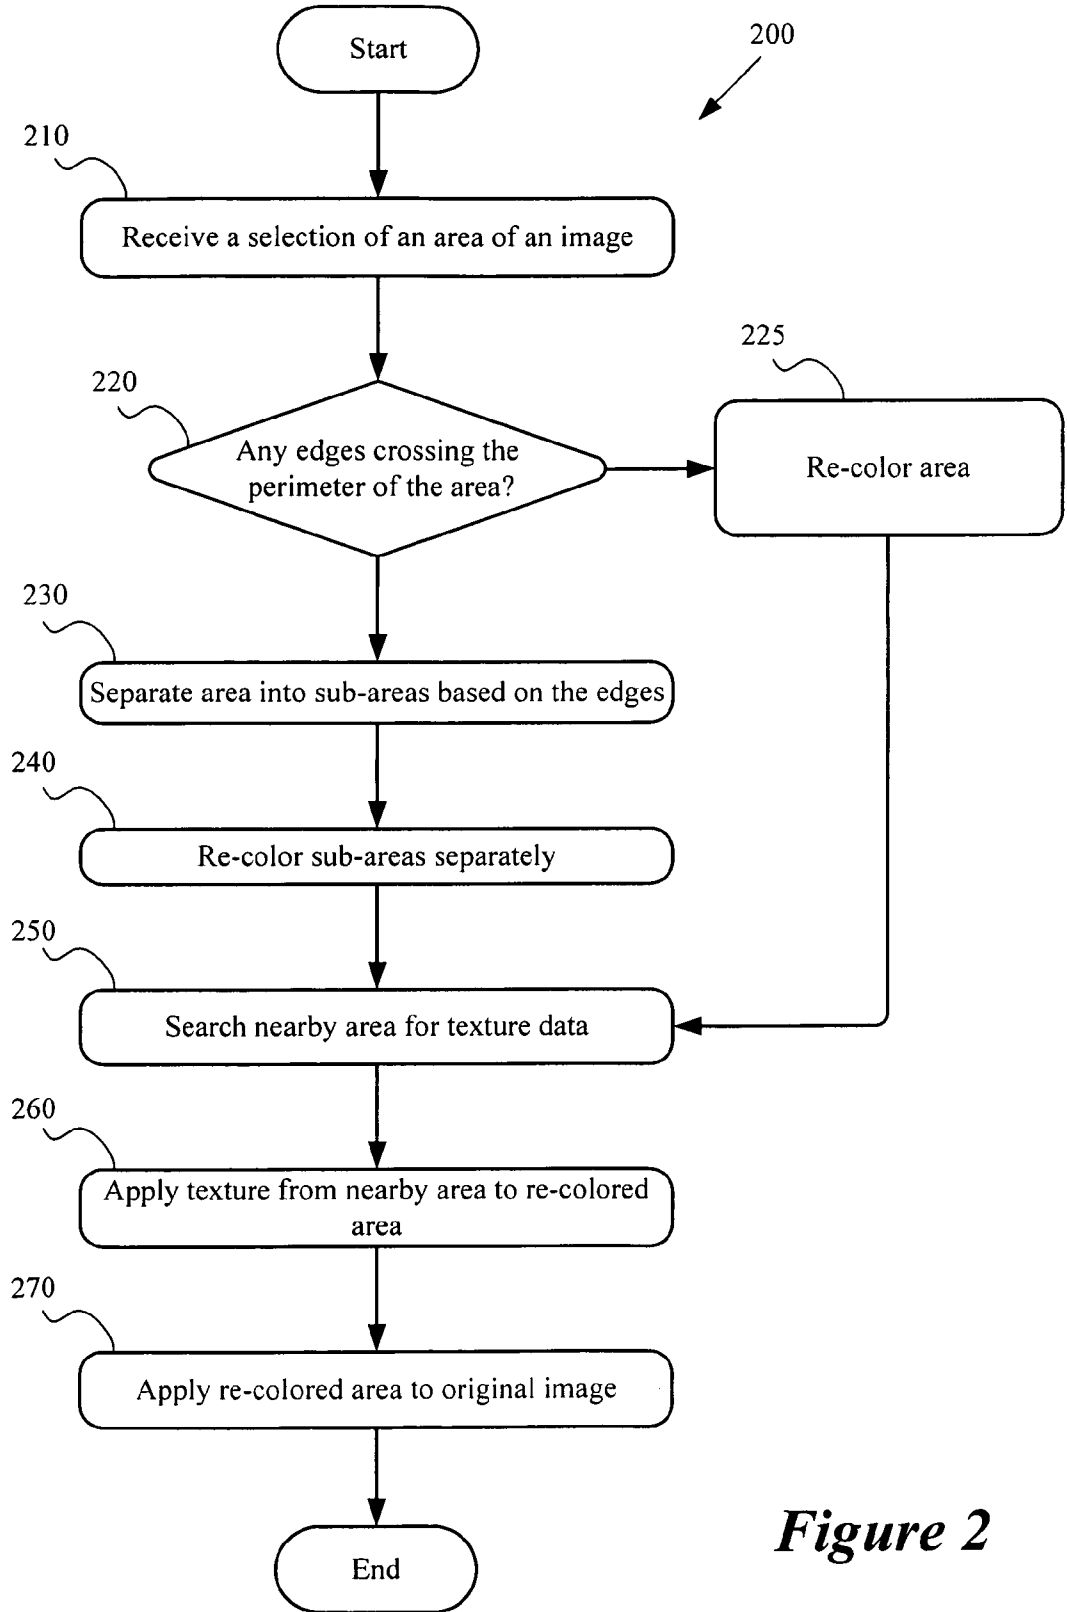 Start
200
210
Receive a selection of an area of an image
225
220
Any edges crossing the
perimeter of the area?
Re-color area
230
Separate area into sub-areas based on the edges
240
Re-color sub-areas separately
250
Search nearby area for texture data
260
Apply texture from nearby area to re-colored
area
270
Apply re-colored area to original image
End
Figure 2